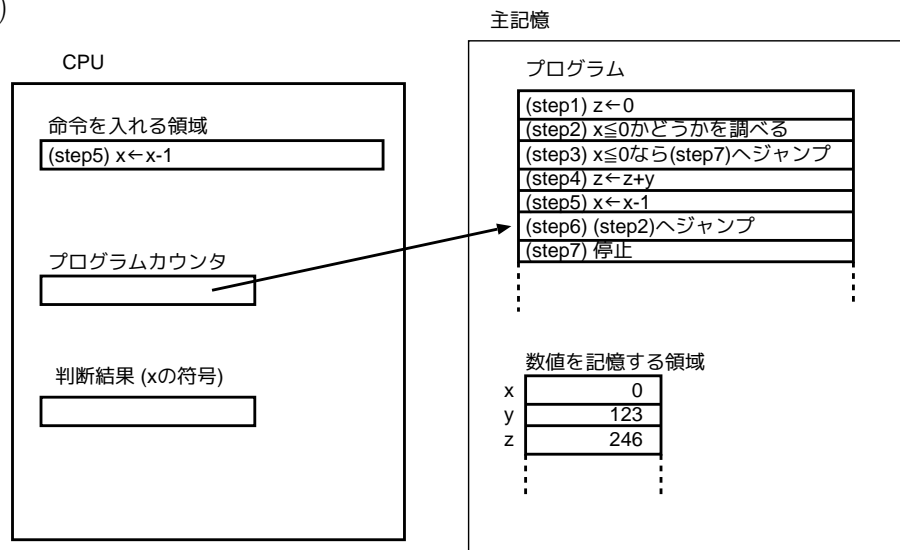 )
主記憶
CPU
プログラム
命令を入れる領域
(step5) x←x-1
(step1) z←0
(step2) x≦0かどうかを調べる
(step3) x≦0なら(step7)へジャンプ
(step4) z←z+y
(step5) x←x-1
(step6) (step2)へジャンプ
(step7) 停止
プログラムカウンタ
判断結果 (xの符号)
数値を記憶する領域
x 0
y 123
z 246